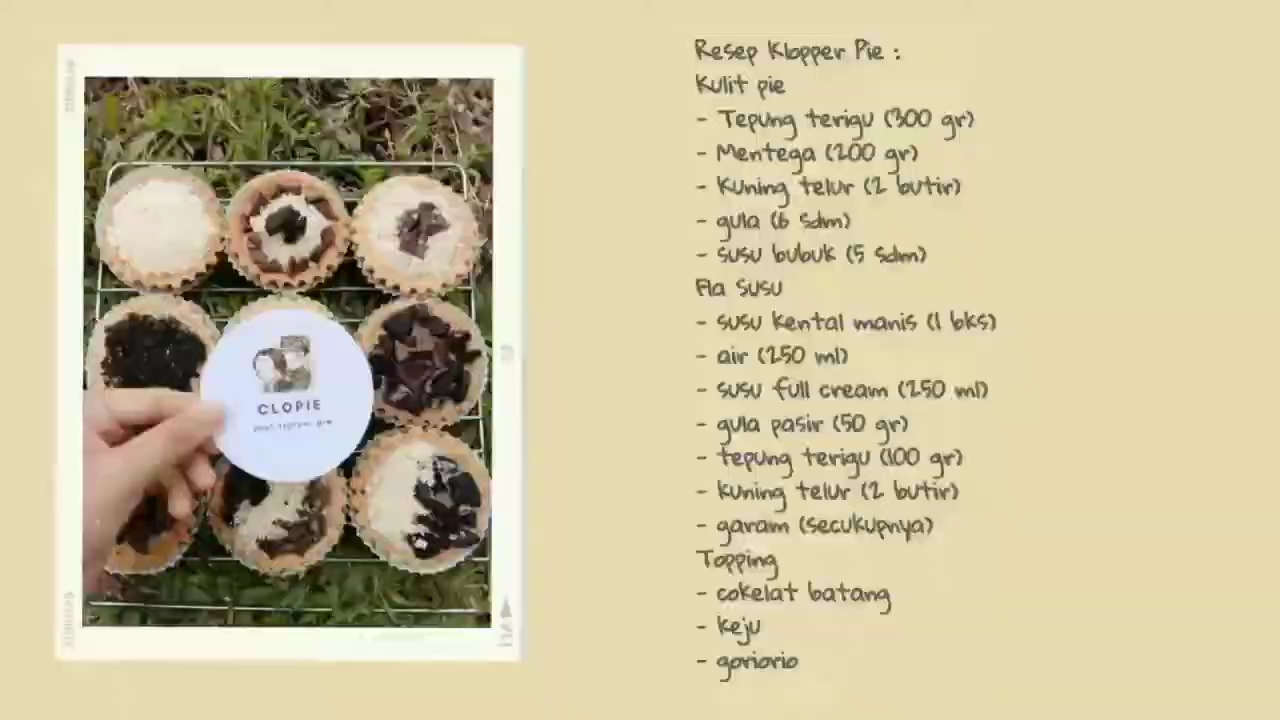 CLOPIE
Resep Klopper Pie :
Kulit pie
- Tepung terigu (300 gr)
- Mentega (200 gr)
- Kuning telur (2 butir)
- gula (6 sdm)
- susu bubuk (5 sdm)
Fla Susu
- susu kental manis (1 bks)
- air (250 ml)
- susu full cream (250 ml)
- gula pasir (50 gr)
- tepung terigu (100 gr)
- kuning telur (2 butir)
- garam (secukupnya)
Topping
- cokelat batang
- keju
- goriorio